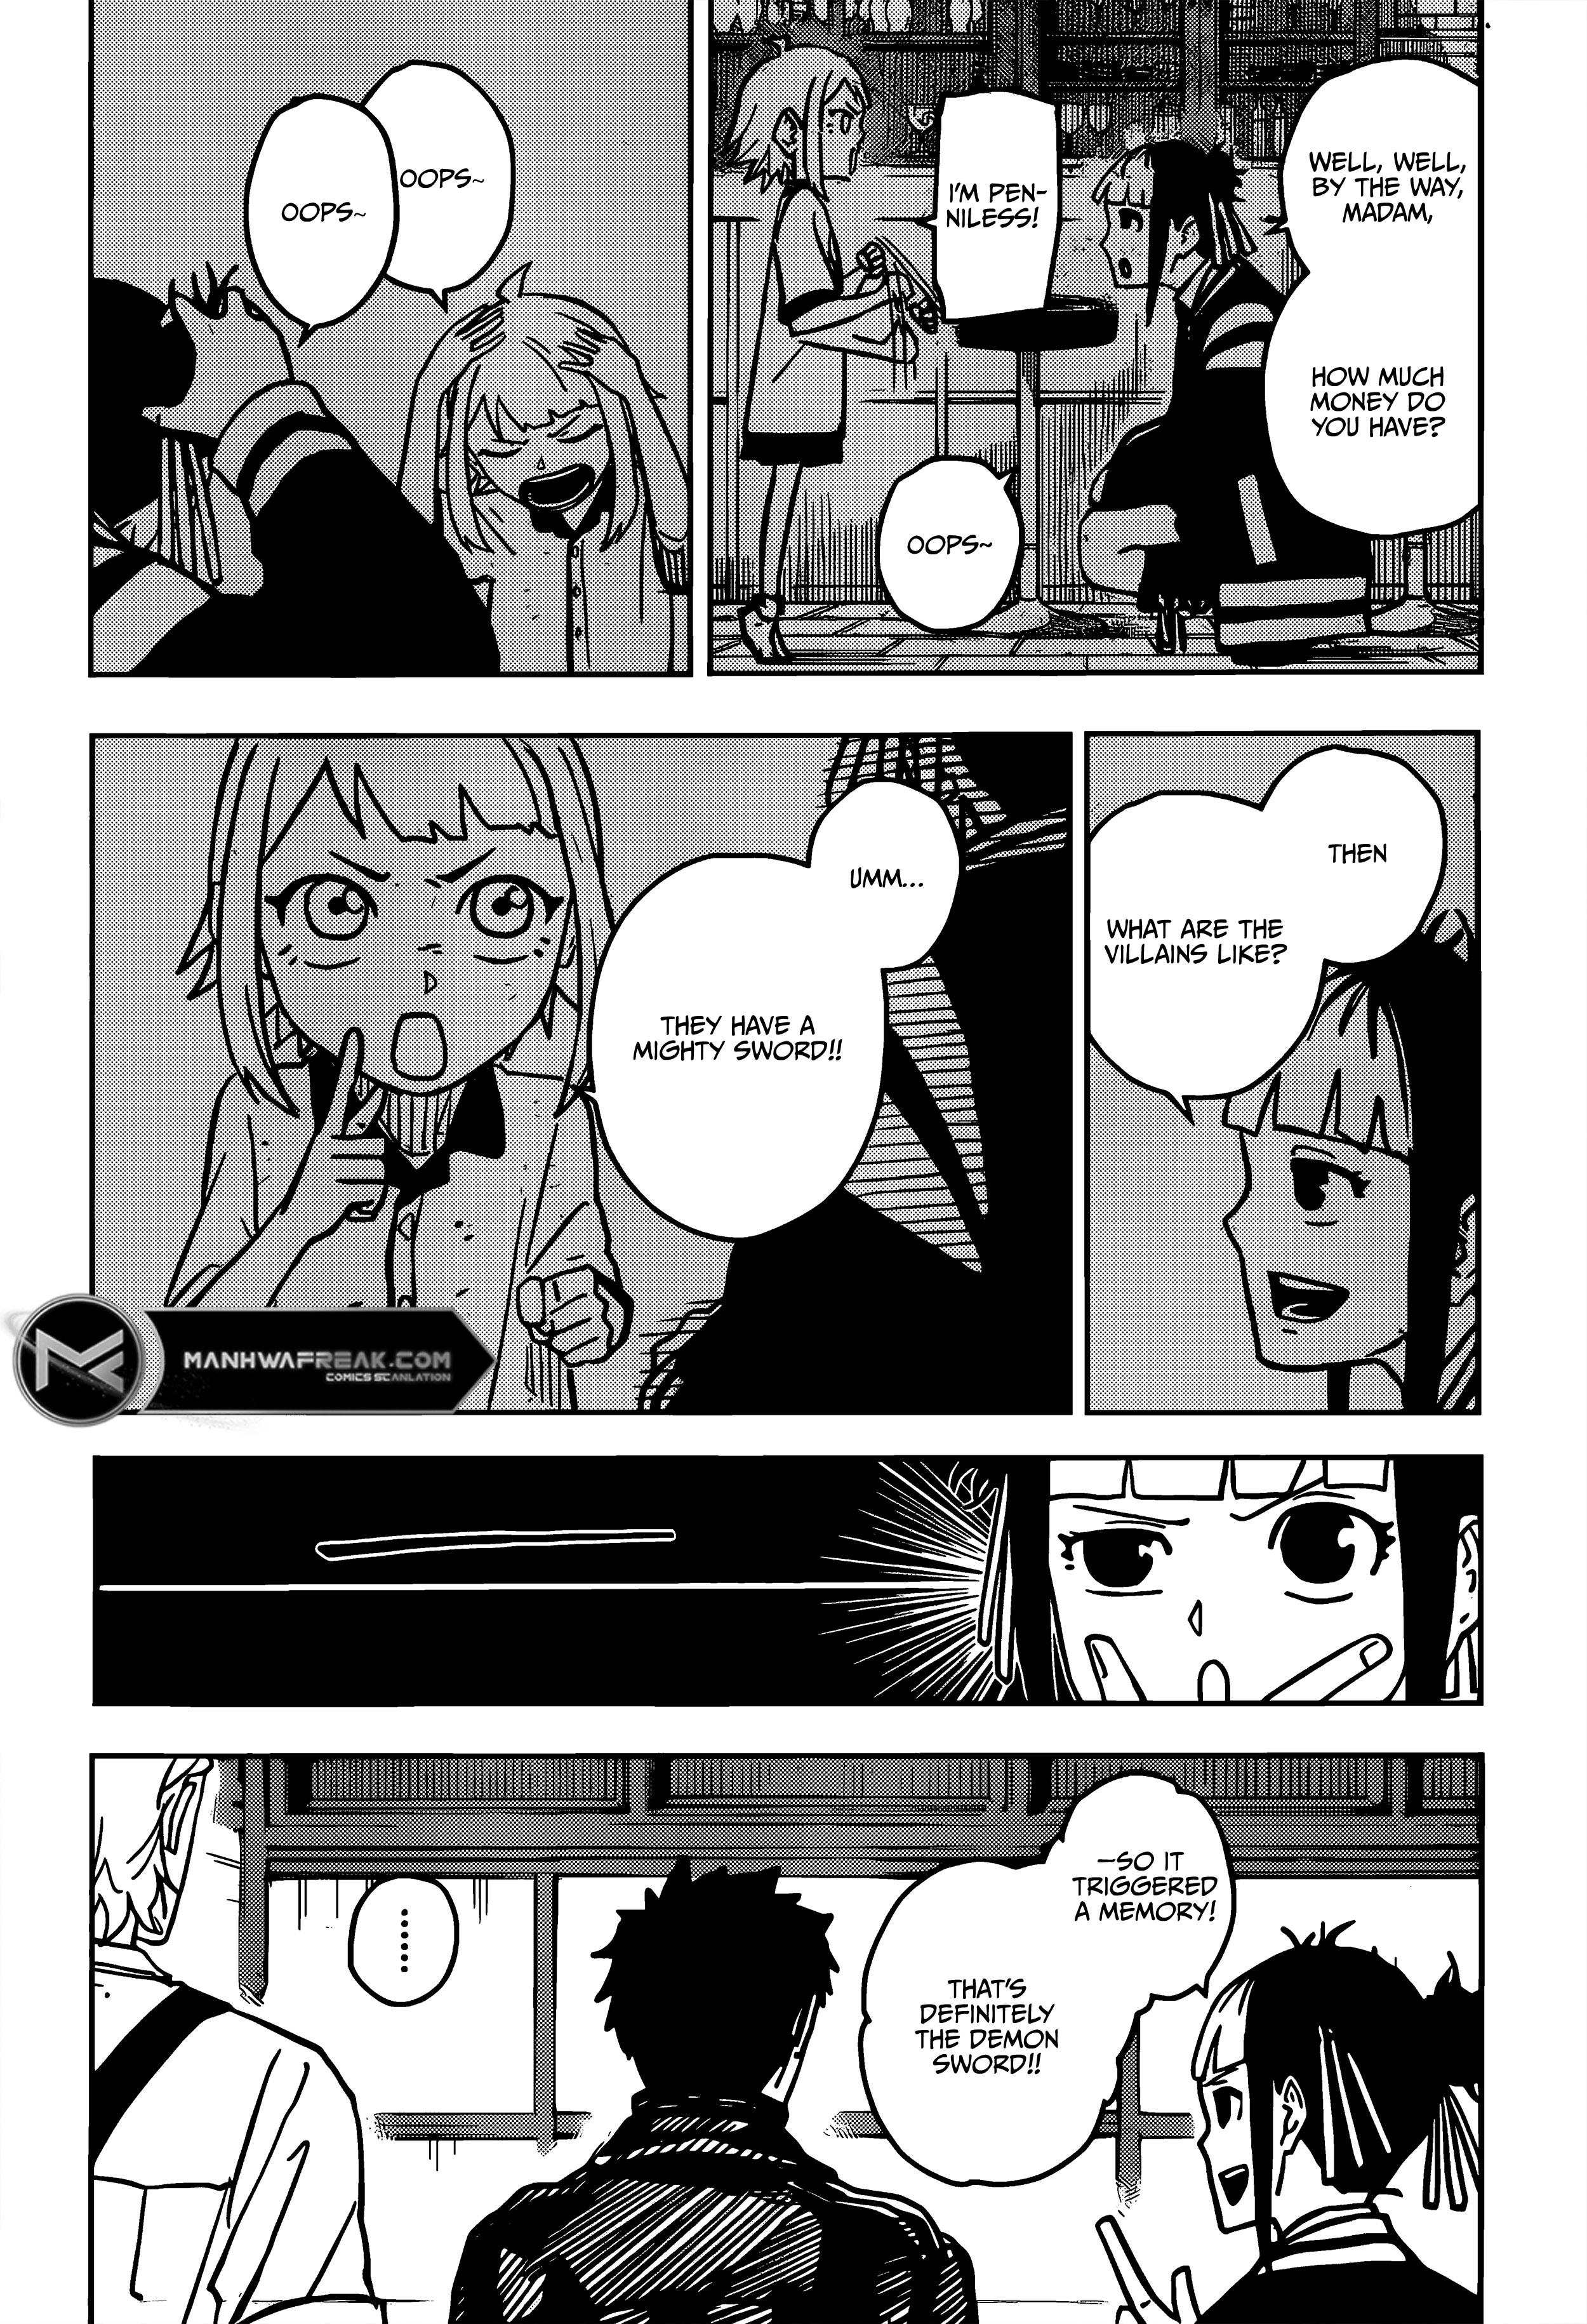 WELL, WELL,
BY THE WAY,
MADAM,
HOW MUCH
MONEY DO
YOU HAVE?
I'M PEN-
NILESS!
OOPS~
OOPS~
OOPS~
THEN
WHAT ARE THE
VILLAINS LIKE?
UMM...
THEY HAVE A
MIGHTY SWORD!!
MANHWAFREAK.COM
COMICS SCANLATION
—SO IT
TRIGGERED
A MEMORY!
THAT'S
DEFINITELY
THE DEMON
SWORD!!
.......